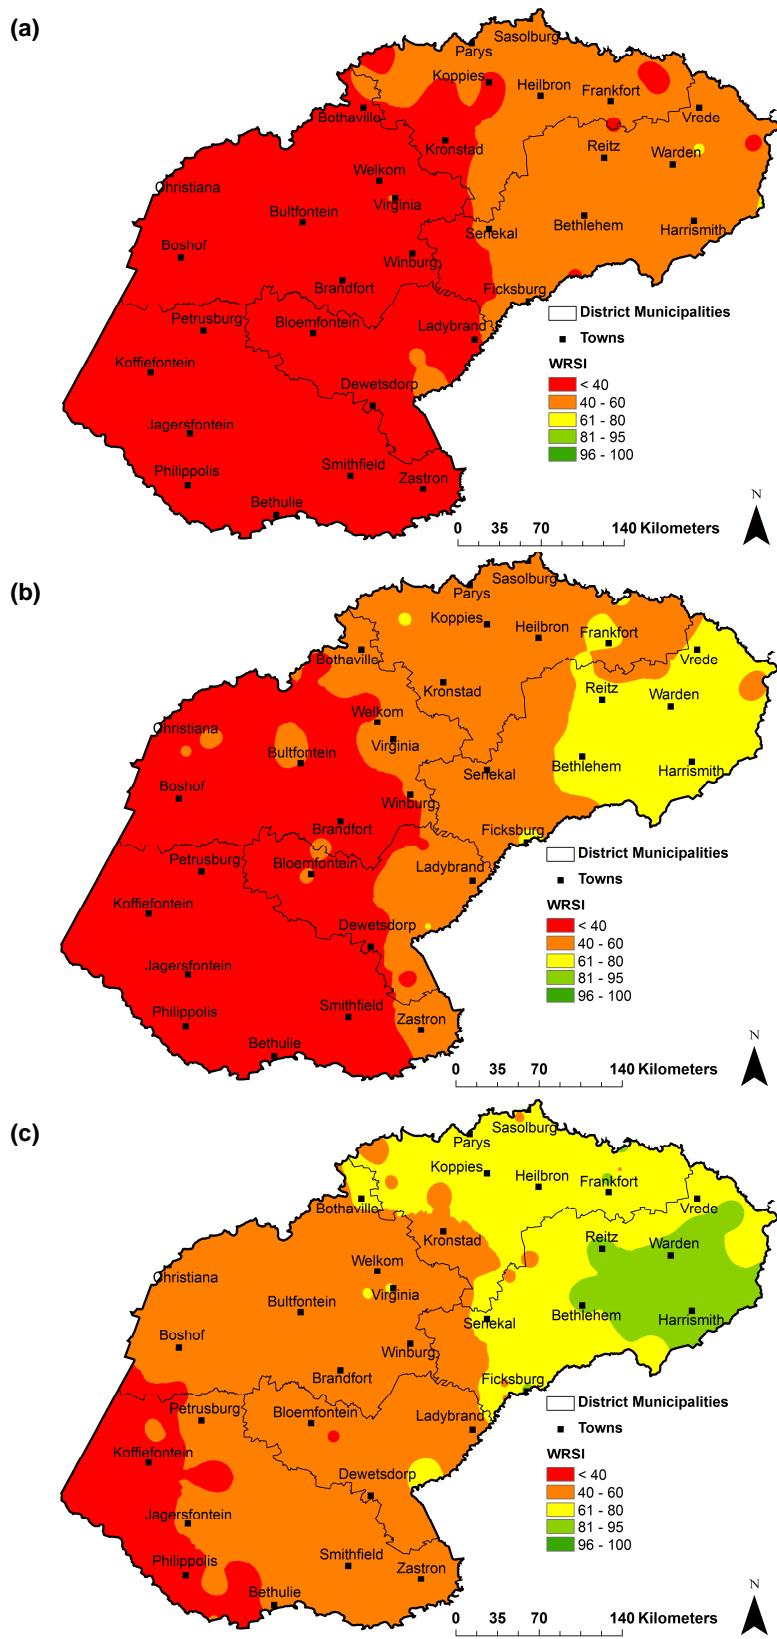 (a)
Sasolburg
Parys
Koppies
Heilbron
Frankfort
Bothaville
Vrede
Kronstad
Reitz
Warden
Welkom
Christiana
Virginia
Bultfontein
Senekal
Bethlehem
Harrismith
Boshof
Winburg
Brandfort
Ficksburg
District Municipalities
Petrusburg
Bloemfontein
Ladybrand
Towns
Koffiefontein
WRSI
Dewetsdorp
< 40
40 - 60
61 - 80
81 - 95
96 - 100
Jagersfontein
Philippolis
Smithfield
Zastron
Bethulie
N
0 35 70 140 Kilometers
(b)
Sasolburg
Parys
Koppies
Heilbron
Frankfort
Bothaville
Vrede
Kronstad
Reitz
Warden
Welkom
Christiana
Virginia
Bultfontein
Senekal
Bethlehem
Harrismith
Boshof
Winburg
Brandfort
Ficksburg
District Municipalities
Petrusburg
Bloemfontein
Ladybrand
Towns
Koffiefontein
WRSI
Dewetsdorp
< 40
40 - 60
61 - 80
81 - 95
96 - 100
Jagersfontein
Philippolis
Smithfield
Zastron
Bethulie
N
0 35 70 140 Kilometers
(c)
Sasolburg
Parys
Koppies
Heilbron
Frankfort
Bothaville
Vrede
Kronstad
Reitz
Warden
Welkom
Christiana
Virginia
Bultfontein
Senekal
Bethlehem
Harrismith
Boshof
Winburg
Brandfort
Ficksburg
District Municipalities
Petrusburg
Bloemfontein
Ladybrand
Towns
Koffiefontein
WRSI
Dewetsdorp
< 40
40 - 60
61 - 80
81 - 95
96 - 100
Jagersfontein
Philippolis
Smithfield
Zastron
Bethulie
N
0 35 70 140 Kilometers